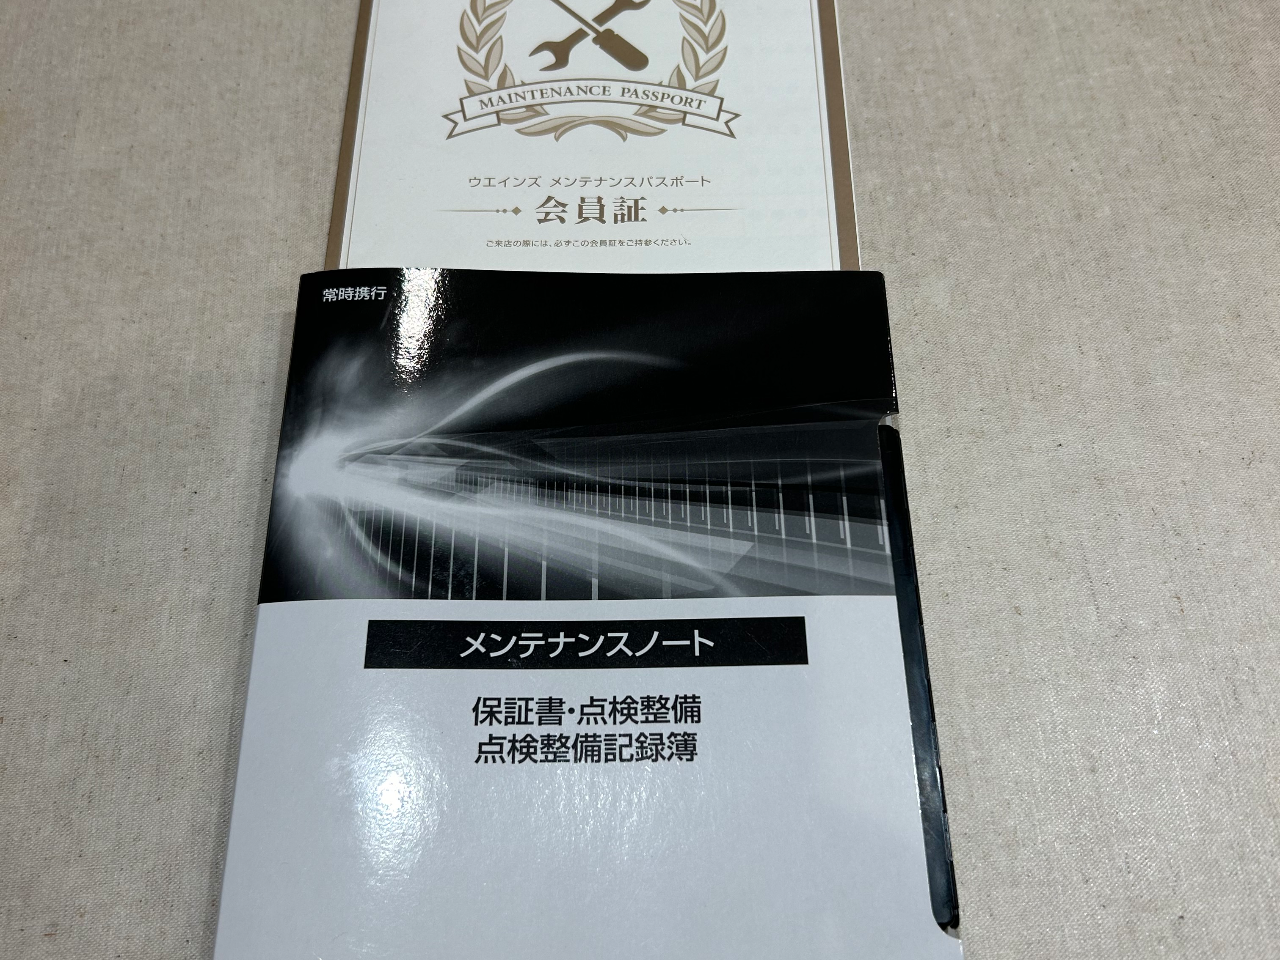 MAINTENANCE PASSPORT
ウエインズ メンテナンスパスポート
会員証
ご来店の際には、必ずこの会員証をご持参ください。
常時携行
メンテナンスノート
保証書・点検整備
点検整備記録簿